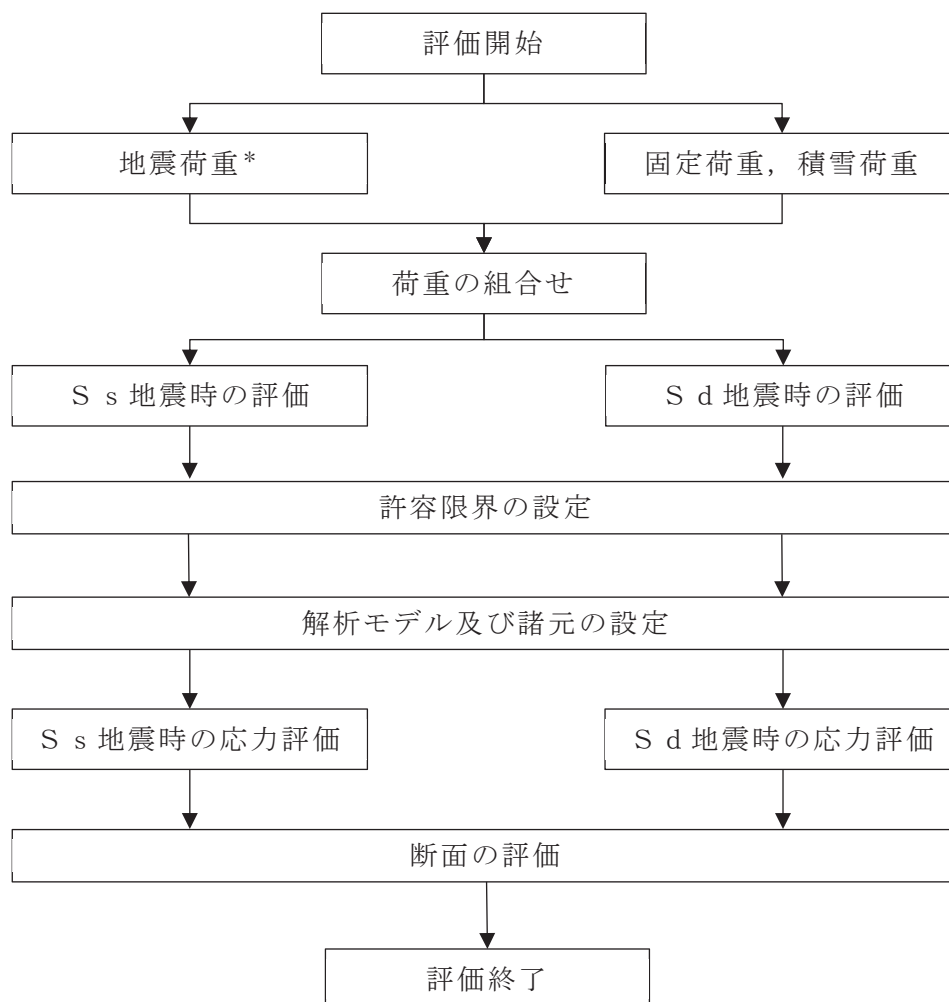 評価開始
地震荷重*
固定荷重，積雪荷重
荷重の組合せ
Ｓｓ地震時の評価
Ｓｄ地震時の評価
許容限界の設定
解析モデル及び諸元の設定
Ｓｓ地震時の応力評価
Ｓｄ地震時の応力評価
断面の評価
評価終了